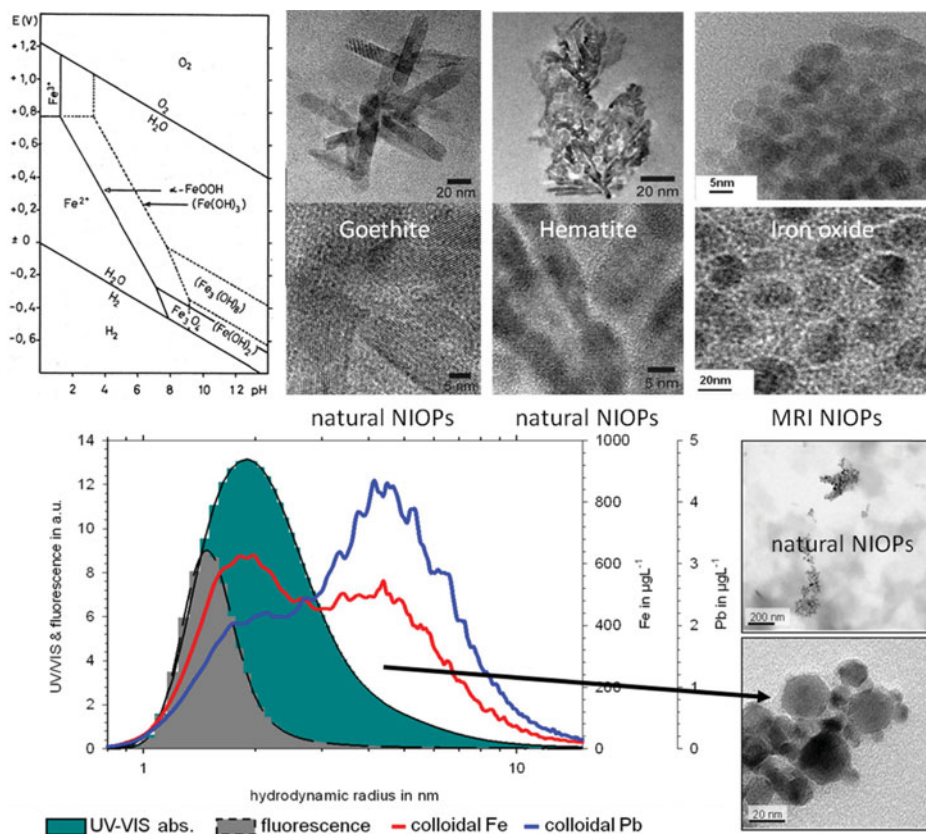 E(V)
+1,2
+1,0
+0,8
+0,6
+0,4
+0,2
± 0
-0,2
-0,4
-0,6
Fe³⁺
O₂
O₂
H₂O
Fe²⁺
α-FeOOH
(Fe(OH)₃)
H₂O
H₂
H₂
(Fe₃(OH)₈)
Fe₃O₄
(Fe(OH)₂)
0 2 4 6 8 10 12 pH
20 nm
20 nm
5nm
Goethite
Hematite
Iron oxide
5 nm
5 nm
20nm
natural NIOPs
natural NIOPs
MRI NIOPs
UV/VIS & fluorescence in a.u.
14
12
10
8
6
4
2
0
1000
800
600
400
200
0
Fe in µgL⁻¹
5
4
3
2
1
0
Pb in µgL⁻¹
1
10
hydrodynamic radius in nm
UV-VIS abs.
fluorescence
colloidal Fe
colloidal Pb
natural NIOPs
200 nm
20 nm